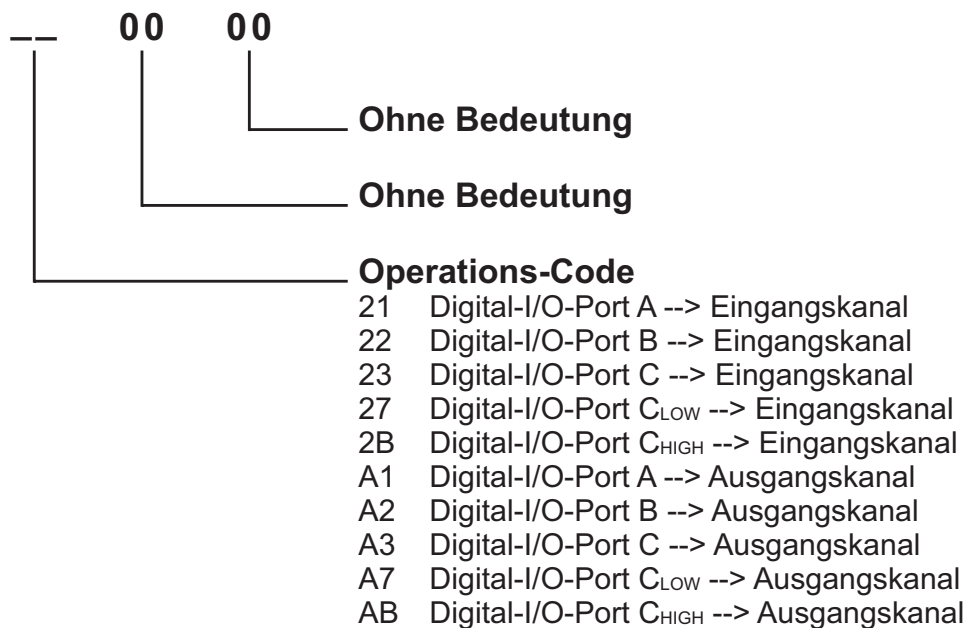 __ 00 00
Ohne Bedeutung
Ohne Bedeutung
Operations-Code
21 Digital-I/O-Port A --> Eingangskanal
22 Digital-I/O-Port B --> Eingangskanal
23 Digital-I/O-Port C --> Eingangskanal
27 Digital-I/O-Port CLOW --> Eingangskanal
2B Digital-I/O-Port CHIGH --> Eingangskanal
A1 Digital-I/O-Port A --> Ausgangskanal
A2 Digital-I/O-Port B --> Ausgangskanal
A3 Digital-I/O-Port C --> Ausgangskanal
A7 Digital-I/O-Port CLOW --> Ausgangskanal
AB Digital-I/O-Port CHIGH --> Ausgangskanal